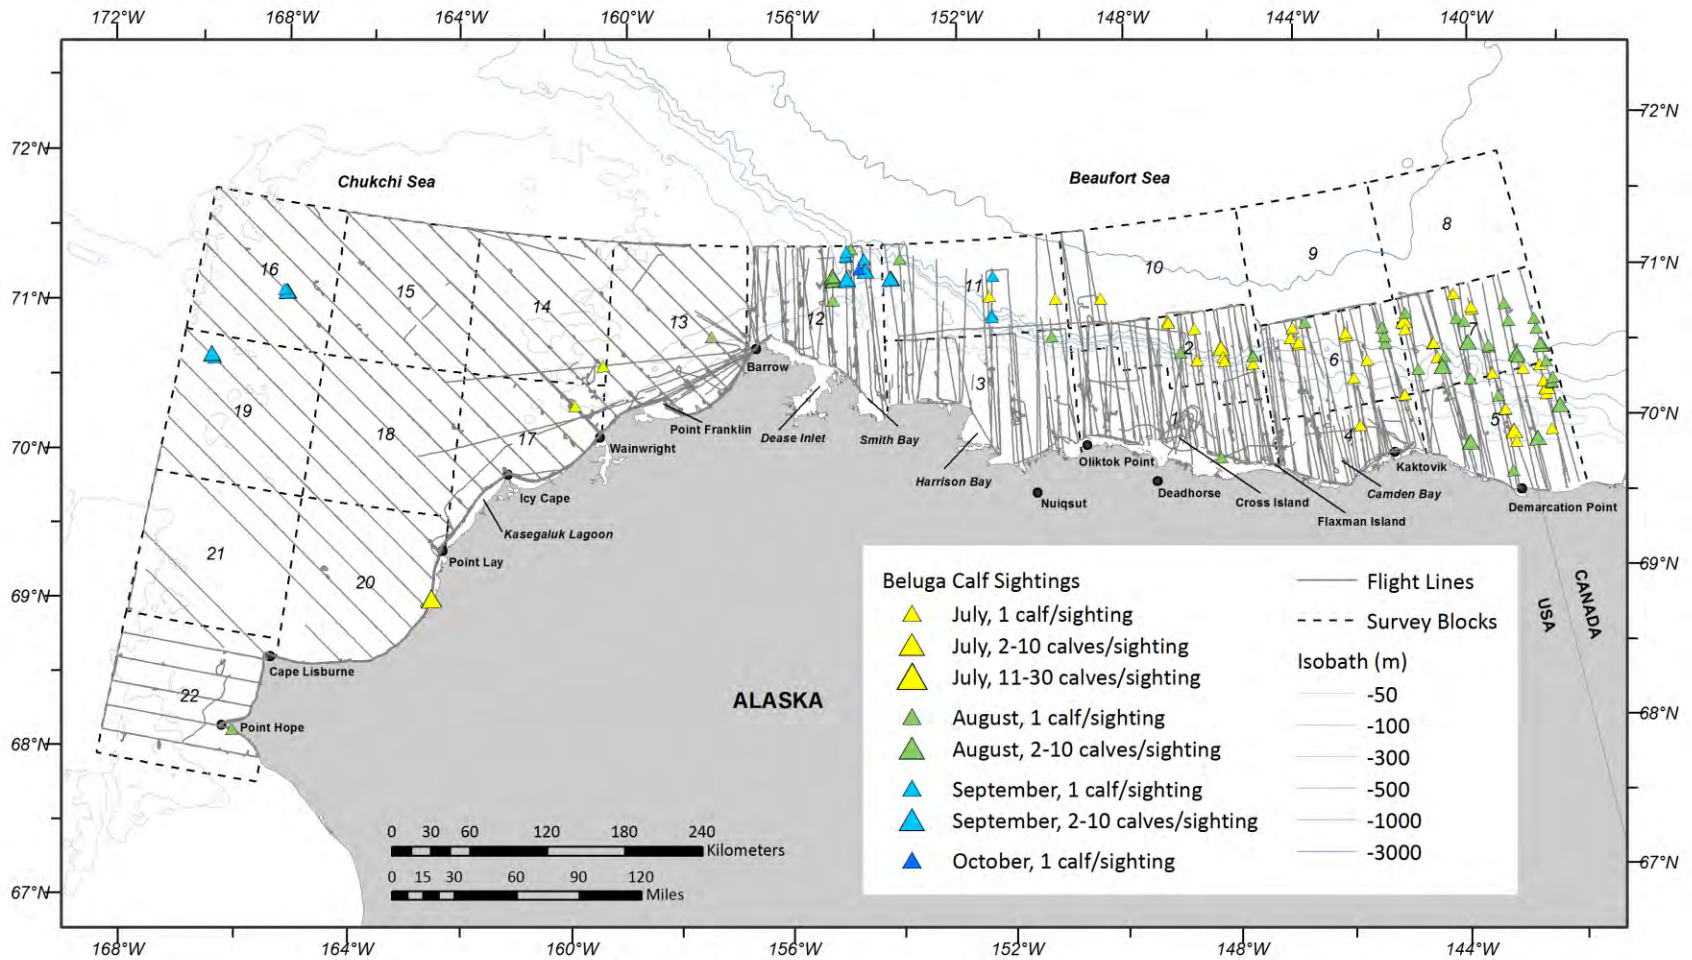 172°W 168°W 164°W 160°W 156°W 152°W 148°W 144°W 140°W
72°N
72°N
Chukchi Sea
Beaufort Sea
8
9
10
71°N
71°N
16
15
14
13
11
12
7
2
6
3
Barrow
19
18
17
1
4
5
70°N
70°N
Point Franklin
Dease Inlet
Smith Bay
Wainwright
Harrison Bay
Oliktok Point
Kaktovik
Icy Cape
Nuiqsut
Deadhorse
Cross Island
Camden Bay
Flaxman Island
Demarcation Point
Kasegaluk Lagoon
21
20
Point Lay
69°N
69°N
USA
CANADA
Cape Lisburne
22
Point Hope
68°N
68°N
ALASKA
Beluga Calf Sightings
July, 1 calf/sighting
July, 2-10 calves/sighting
July, 11-30 calves/sighting
August, 1 calf/sighting
August, 2-10 calves/sighting
September, 1 calf/sighting
September, 2-10 calves/sighting
October, 1 calf/sighting
Flight Lines
Survey Blocks
Isobath (m)
-50
-100
-300
-500
-1000
-3000
0 30 60 120 180 240
Kilometers
0 15 30 60 90 120
Miles
67°N
67°N
168°W 164°W 160°W 156°W 152°W 148°W 144°W